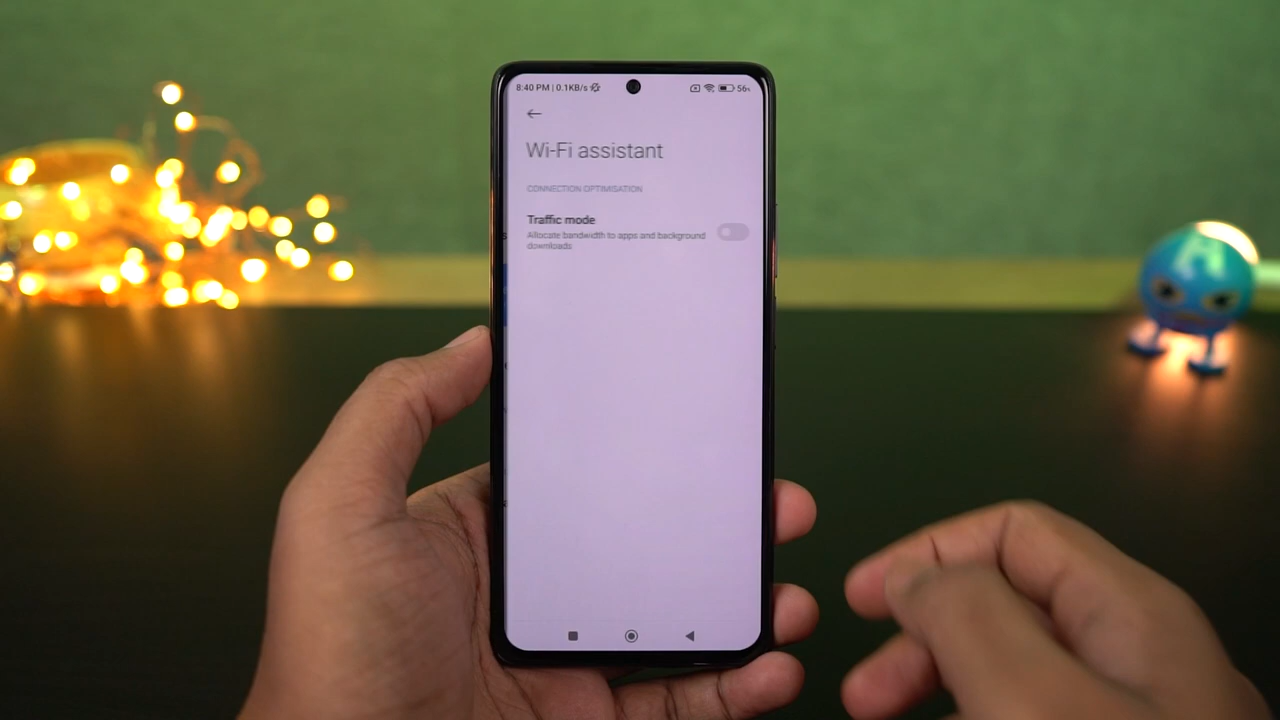 8:40 PM | 0.1KB/s 56%
Wi-Fi assistant
CONNECTION OPTIMISATION
Traffic mode
Allocate bandwidth to apps and background
downloads